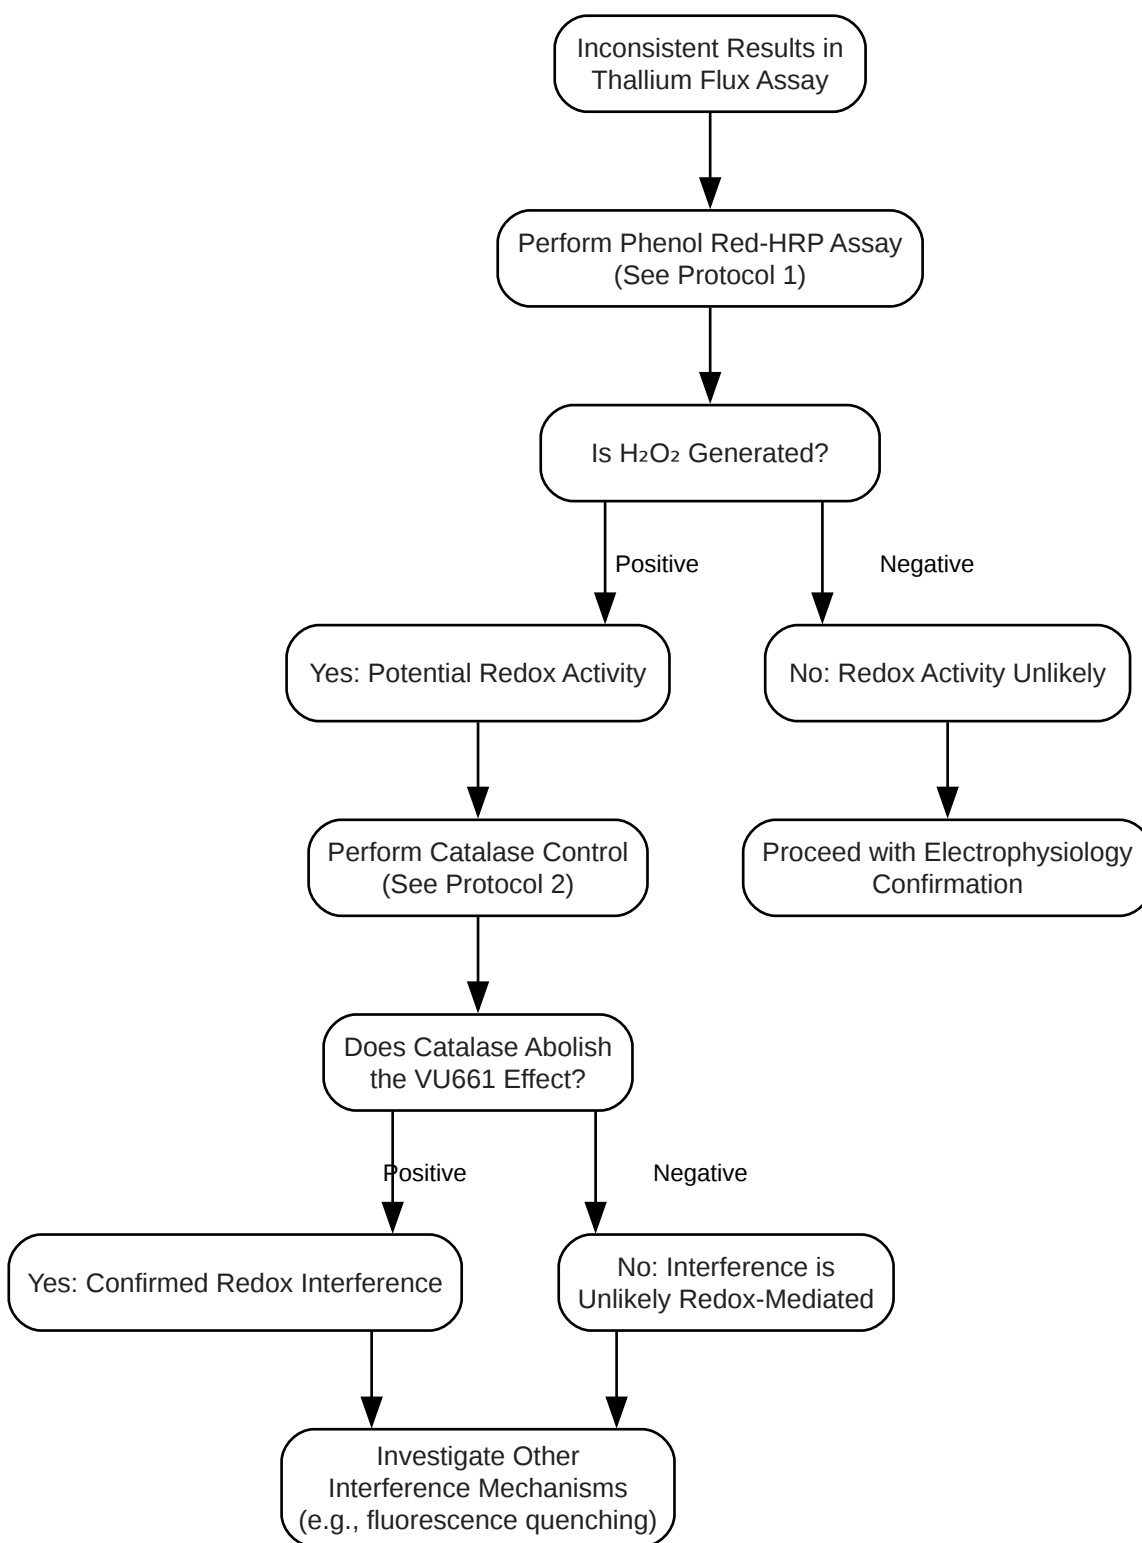 Inconsistent Results in
Thallium Flux Assay
Perform Phenol Red-HRP Assay
(See Protocol 1)
Is H₂O₂ Generated?
Positive
Negative
Yes: Potential Redox Activity
No: Redox Activity Unlikely
Perform Catalase Control
(See Protocol 2)
Proceed with Electrophysiology
Confirmation
Does Catalase Abolish
the VU661 Effect?
Positive
Negative
Yes: Confirmed Redox Interference
No: Interference is
Unlikely Redox-Mediated
Investigate Other
Interference Mechanisms
(e.g., fluorescence quenching)